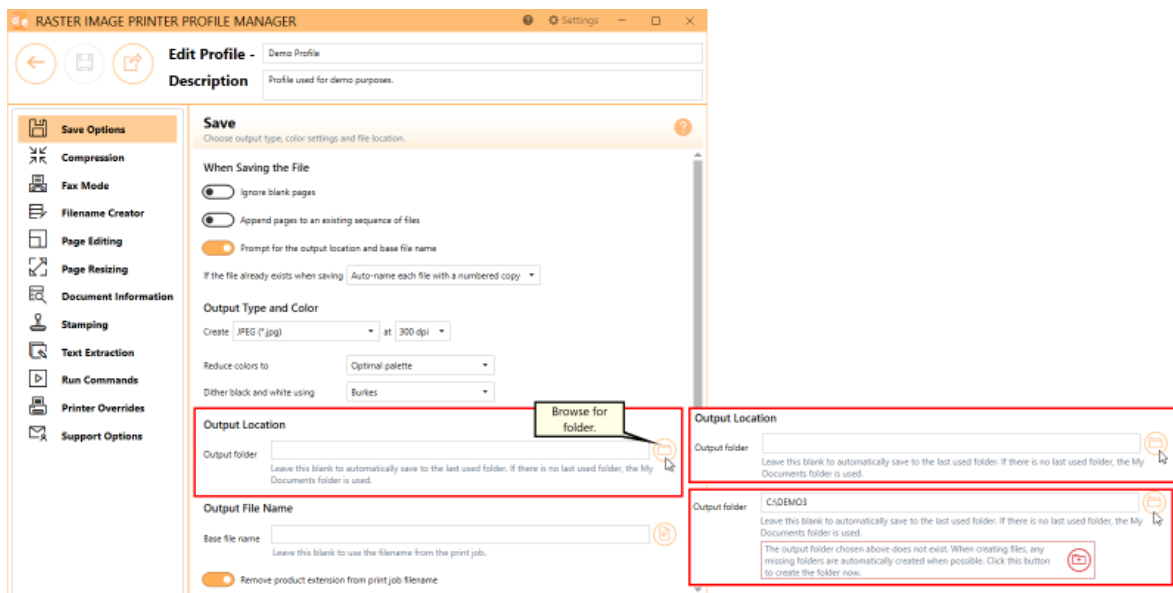 RASTER IMAGE PRINTER PROFILE MANAGER
Settings
Edit Profile -
Demo Profile
Description
Profile used for demo purposes.
Save Options
Compression
Fax Mode
Filename Creator
Page Editing
Page Resizing
Document Information
Stamping
Text Extraction
Run Commands
Printer Overrides
Support Options
Save
Choose output type, color settings and file location.
When Saving the File
Ignore blank pages
Append pages to an existing sequence of files
Prompt for the output location and base file name
If the file already exists when saving Auto-name each file with a numbered copy
Output Type and Color
Create JPEG (*.jpg) at 300 dpi
Reduce colors to Optimal palette
Dither black and white using Burkes
Browse for
folder.
Output Location
Output folder
Leave this blank to automatically save to the last used folder. If there is no last used folder, the My
Documents folder is used.
Output File Name
Base file name
Leave this blank to use the filename from the print job.
Remove product extension from print job filename
Output Location
Output folder
Leave this blank to automatically save to the last used folder. If there is no last used folder, the My
Documents folder is used.
Output folder C:\DEMO3
Leave this blank to automatically save to the last used folder. If there is no last used folder, the My
Documents folder is used.
The output folder chosen above does not exist. When creating files, any
missing folders are automatically created when possible. Click this button
to create the folder now.